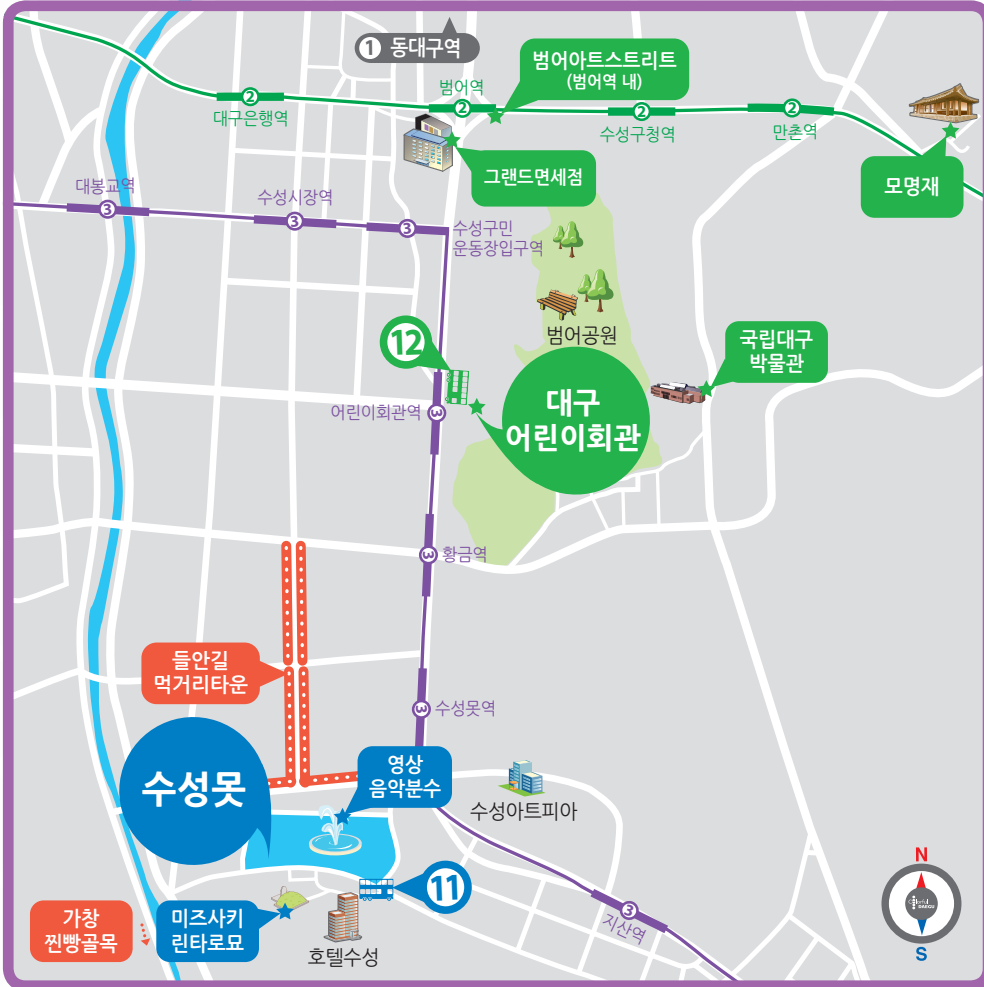 1 동대구역
범어아트스트리트
(범어역 내)
범어역
2
2
대구은행역
2
수성구청역
2
만촌역
그랜드면세점
모명재
대봉교역
3
수성시장역
3
3
수성구민
운동장입구역
범어공원
12
국립대구
박물관
대구
어린이회관
어린이회관역
3
3
황금역
들안길
먹거리타운
3
수성못역
수성못
영상
음악분수
수성아트피아
11
가창
찐빵골목
미즈사키
린타로묘
호텔수성
3
지산역
N
Colorful
DAEGU
S